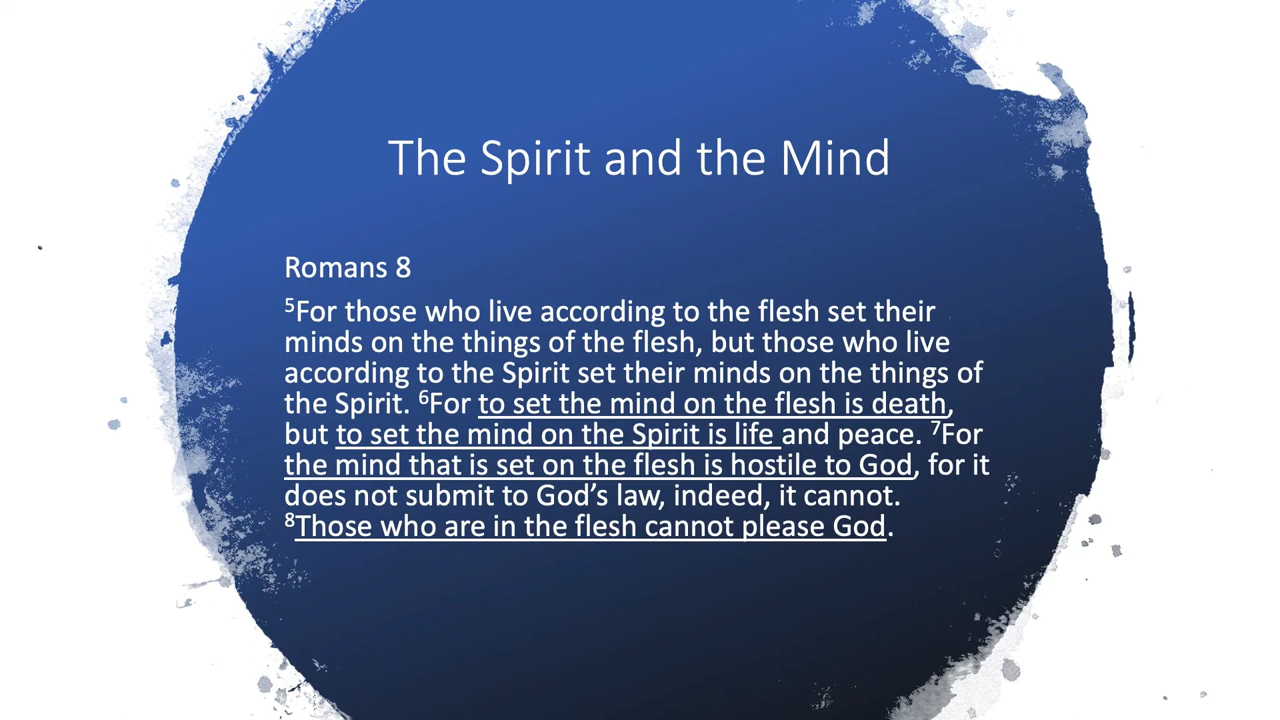 The Spirit and the Mind
Romans 8
⁵For those who live according to the flesh set their
minds on the things of the flesh, but those who live
according to the Spirit set their minds on the things of
the Spirit. ⁶For to set the mind on the flesh is death,
but to set the mind on the Spirit is life and peace. ⁷For
the mind that is set on the flesh is hostile to God, for it
does not submit to God’s law, indeed, it cannot.
⁸Those who are in the flesh cannot please God.